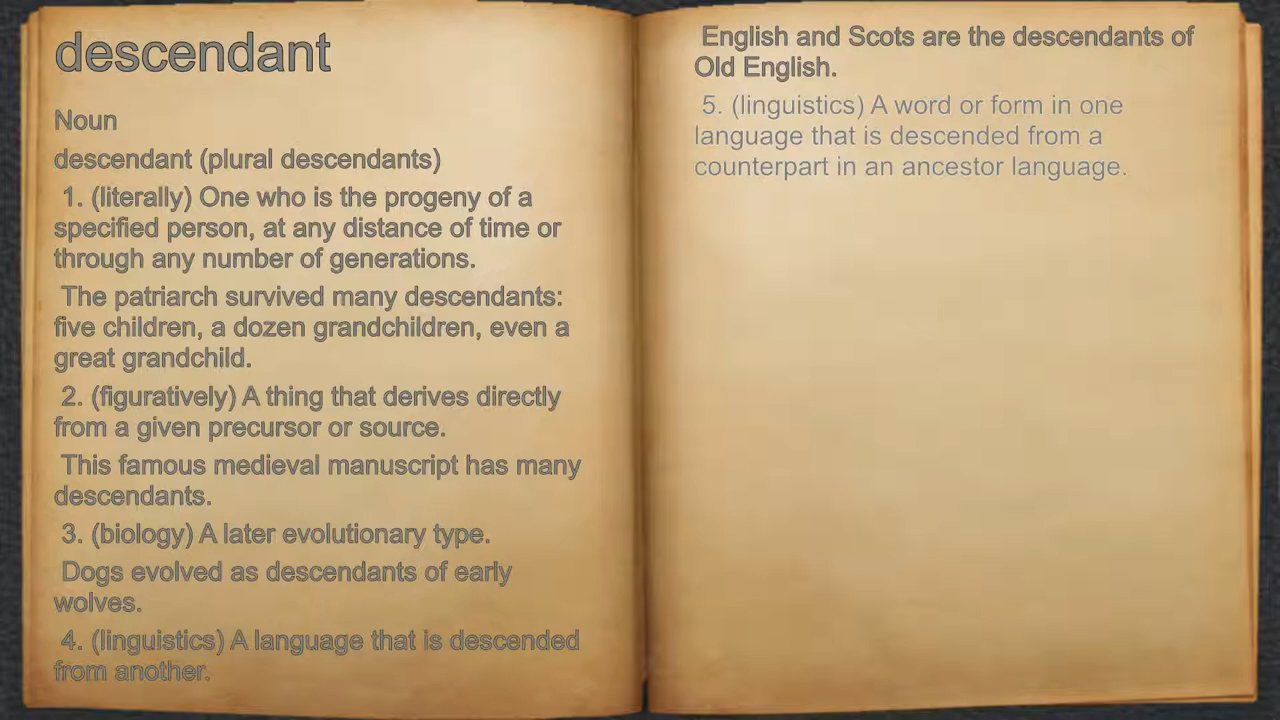 descendant
Noun
descendant (plural descendants)
1. (literally) One who is the progeny of a
specified person, at any distance of time or
through any number of generations.
The patriarch survived many descendants:
five children, a dozen grandchildren, even a
great grandchild.
2. (figuratively) A thing that derives directly
from a given precursor or source.
This famous medieval manuscript has many
descendants.
3. (biology) A later evolutionary type.
Dogs evolved as descendants of early
wolves.
4. (linguistics) A language that is descended
from another.
English and Scots are the descendants of
Old English.
5. (linguistics) A word or form in one
language that is descended from a
counterpart in an ancestor language.